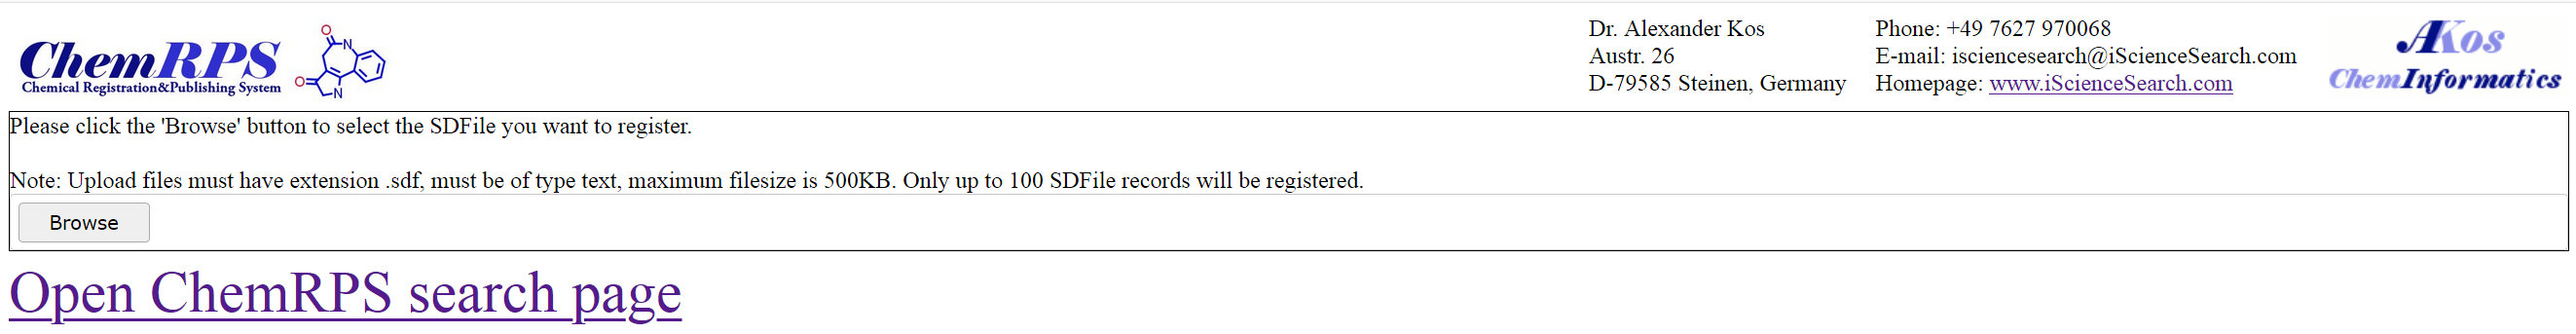 ChemRPS
Chemical Registration&Publishing System
O
N
O
N
Dr. Alexander Kos
Austr. 26
D-79585 Steinen, Germany
Phone: +49 7627 970068
E-mail: isciencesearch@iScienceSearch.com
Homepage: www.iScienceSearch.com
AKos
ChemInformatics
Please click the 'Browse' button to select the SDFile you want to register.
Note: Upload files must have extension .sdf, must be of type text, maximum filesize is 500KB. Only up to 100 SDFile records will be registered.
Browse
Open ChemRPS search page